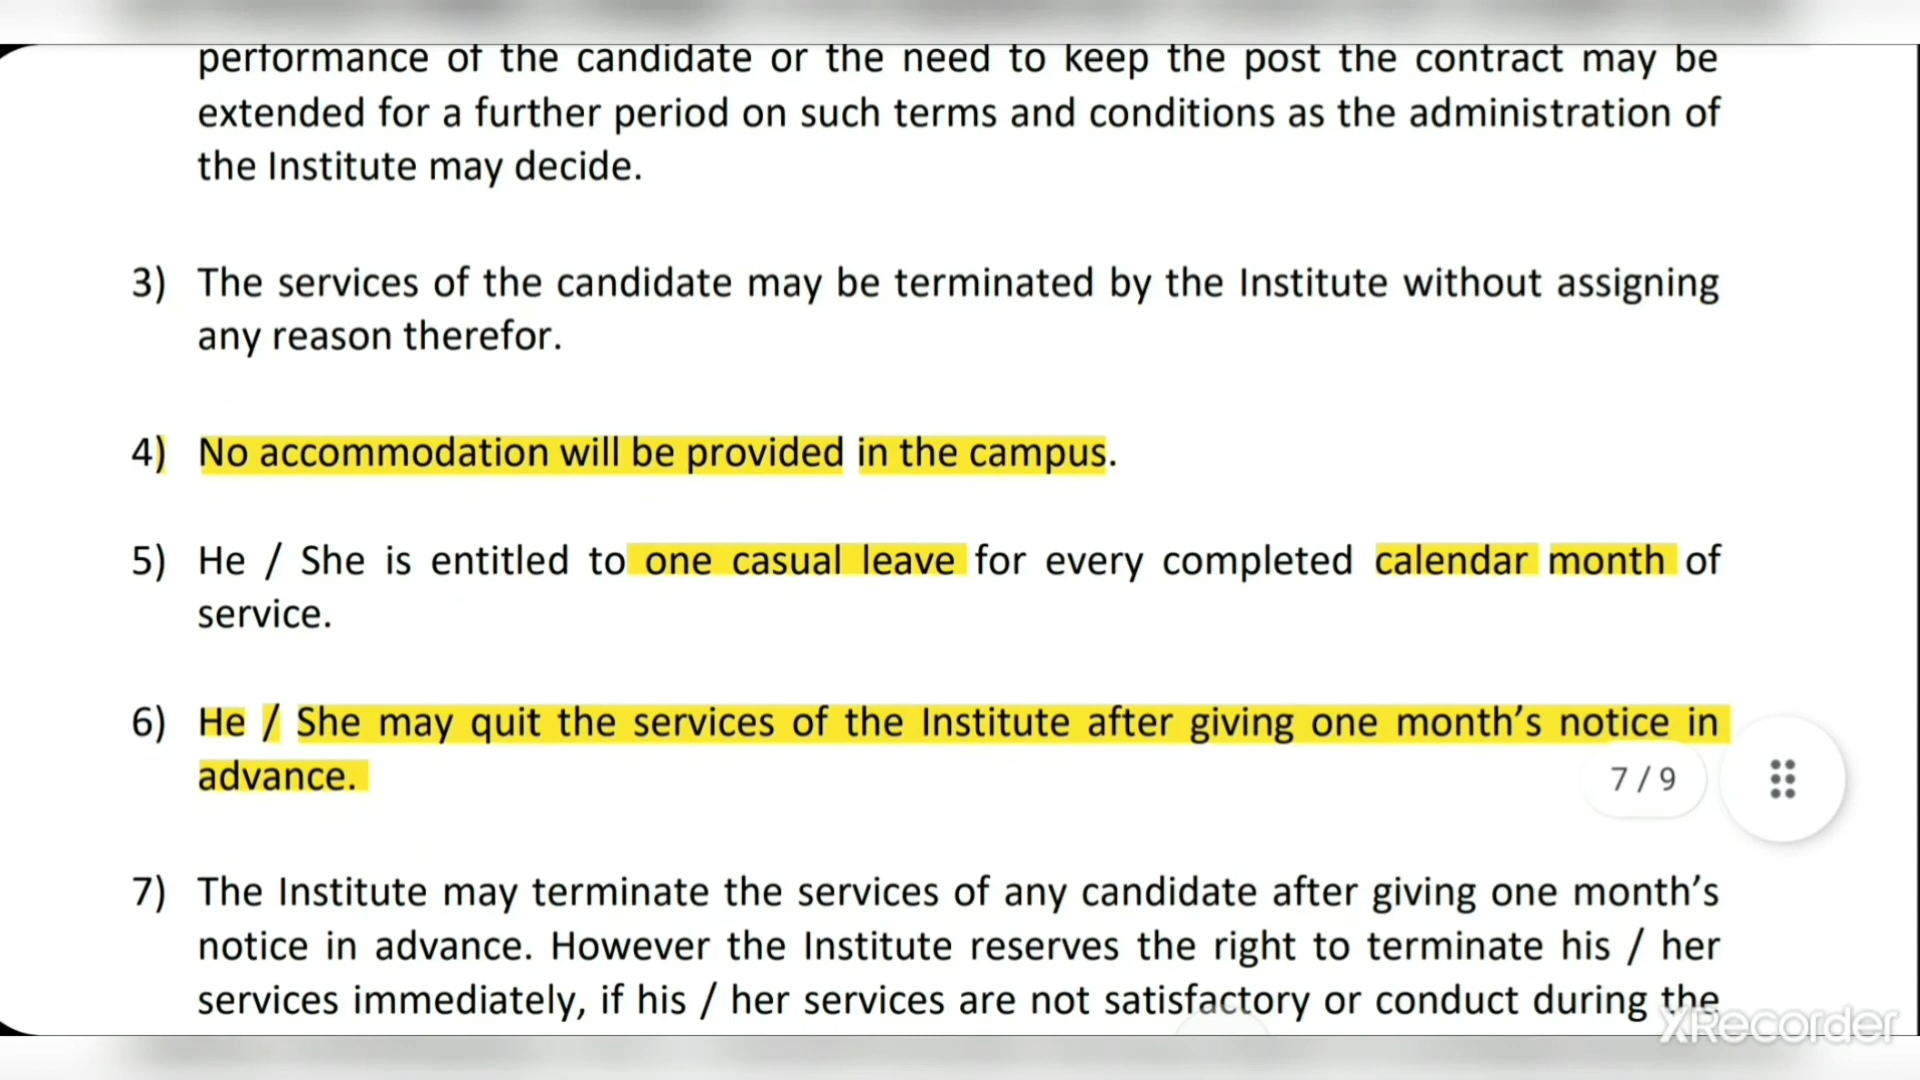 performance of the candidate or the need to keep the post the contract may be
extended for a further period on such terms and conditions as the administration of
the Institute may decide.
3) The services of the candidate may be terminated by the Institute without assigning
any reason therefor.
4) No accommodation will be provided in the campus.
5) He / She is entitled to one casual leave for every completed calendar month of
service.
6) He / She may quit the services of the Institute after giving one month’s notice in
advance.
7 / 9
7) The Institute may terminate the services of any candidate after giving one month’s
notice in advance. However the Institute reserves the right to terminate his / her
services immediately, if his / her services are not satisfactory or conduct during the
XRecorder